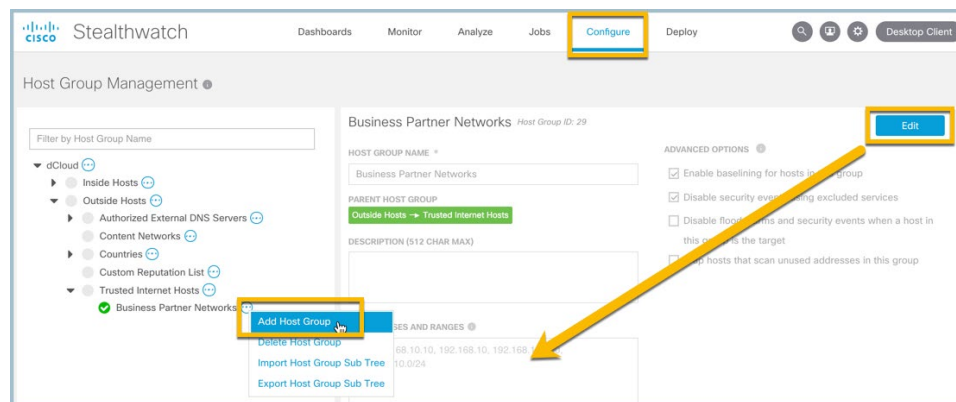 CISCO Stealthwatch Dashboards Monitor Analyze Jobs Configure Deploy Desktop Client
Host Group Management
Business Partner Networks Host Group ID: 29 Edit
Filter by Host Group Name
HOST GROUP NAME *
ADVANCED OPTIONS
dCloud
Business Partner Networks
Enable baselining for hosts in group
Inside Hosts
Outside Hosts
PARENT HOST GROUP
Disable security events using excluded services
Authorized External DNS Servers
Outside Hosts → Trusted Internet Hosts
Disable flood and security events when a host in
Content Networks
DESCRIPTION (512 CHAR MAX)
this is the target
Countries
hosts that scan unused addresses in this group
Custom Reputation List
Trusted Internet Hosts
Business Partner Networks
Add Host Group
AND RANGES
Delete Host Group
192.168.10,
Import Host Group Sub Tree
Export Host Group Sub Tree